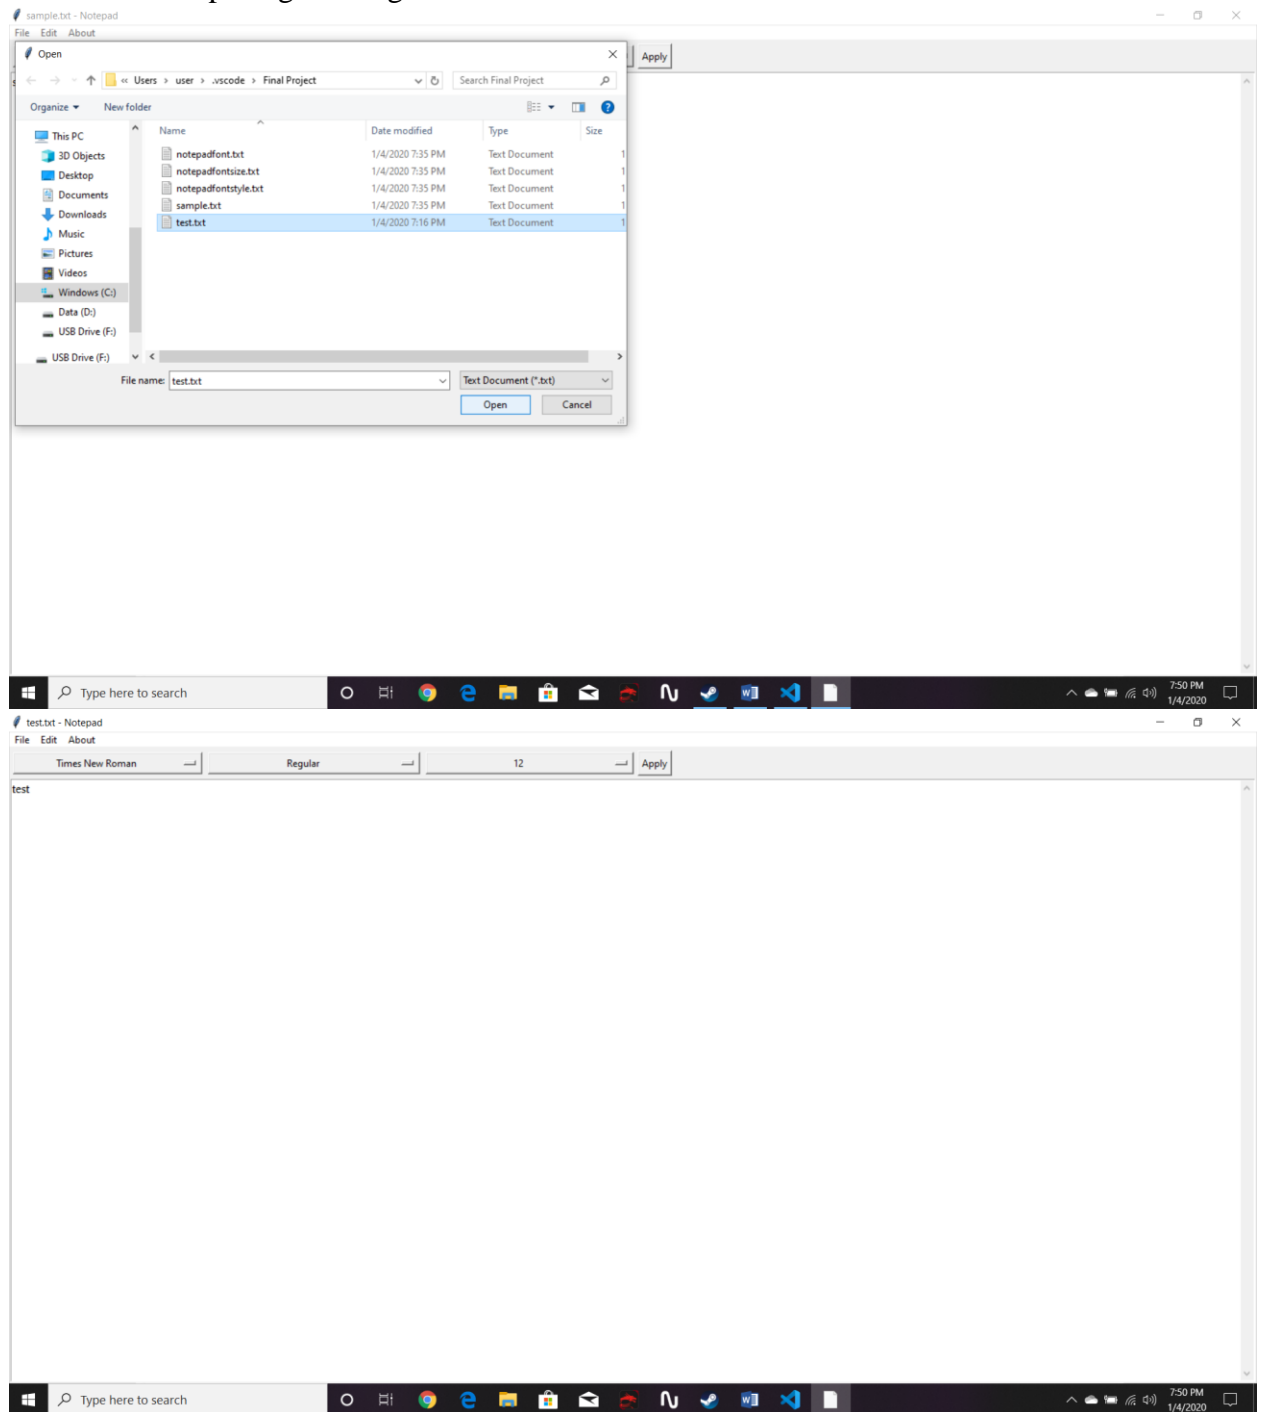 sample.txt - Notepad
File Edit About
Apply
Open
« Users > user > .vscode > Final Project
Search Final Project
Organize New folder
Name Date modified Type Size
This PC
3D Objects
Desktop
Documents
Downloads
Music
Pictures
Videos
Windows (C:)
Data (D:)
USB Drive (F:)
USB Drive (F:)
notepadfont.txt 1/4/2020 7:35 PM Text Document 1
notepadfontsize.txt 1/4/2020 7:35 PM Text Document 1
notepadfontstyle.txt 1/4/2020 7:35 PM Text Document 1
sample.txt 1/4/2020 7:35 PM Text Document 1
test.txt 1/4/2020 7:16 PM Text Document 1
File name: test.txt Text Document (*.txt)
Open Cancel
Type here to search
7:50 PM
1/4/2020
test.txt - Notepad
File Edit About
Times New Roman Regular 12 Apply
test
Type here to search
7:50 PM
1/4/2020